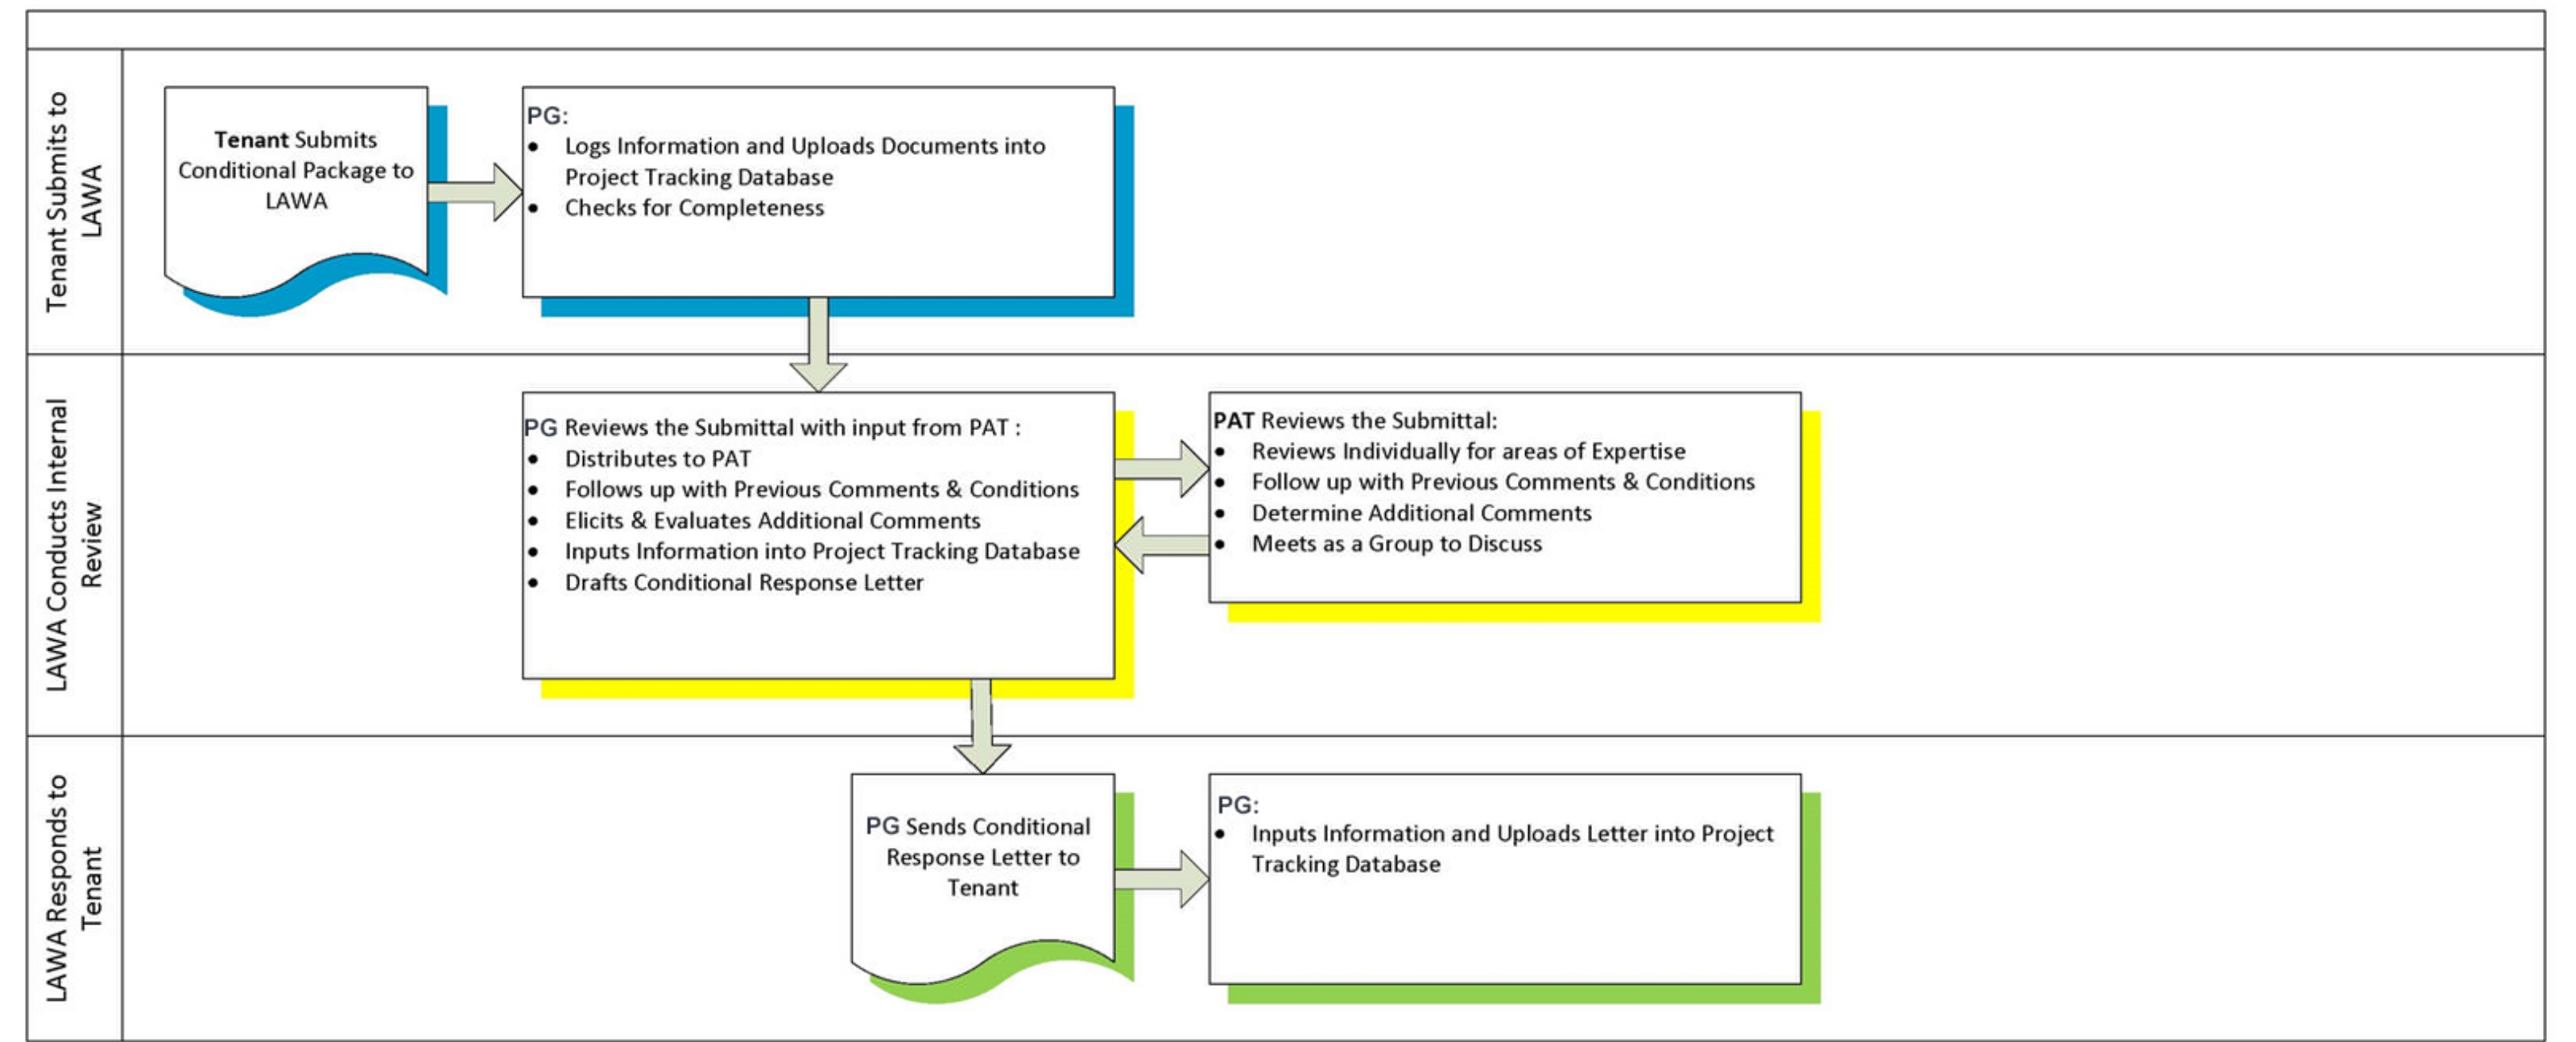 Tenant Submits to
LAWA
Tenant Submits
Conditional Package to
LAWA
PG:
• Logs Information and Uploads Documents into
Project Tracking Database
• Checks for Completeness
LAWA Conducts Internal
Review
PG Reviews the Submittal with input from PAT :
• Distributes to PAT
• Follows up with Previous Comments & Conditions
• Elicits & Evaluates Additional Comments
• Inputs Information into Project Tracking Database
• Drafts Conditional Response Letter
PAT Reviews the Submittal:
• Reviews Individually for areas of Expertise
• Follow up with Previous Comments & Conditions
• Determine Additional Comments
• Meets as a Group to Discuss
LAWA Responds to
Tenant
PG Sends Conditional
Response Letter to
Tenant
PG:
• Inputs Information and Uploads Letter into Project
Tracking Database